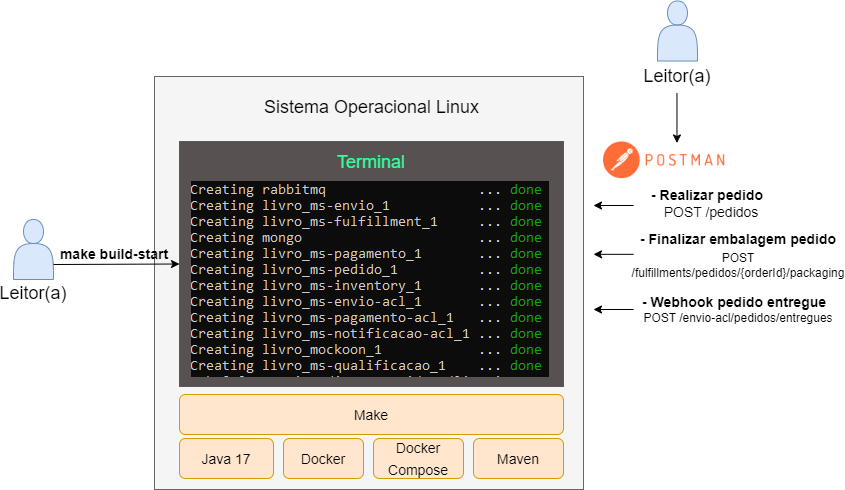 Leitor(a)
Sistema Operacional Linux
Terminal
POSTMAN
Creating rabbitmq ... done
Creating livro_ms-envio_1 ... done
Creating livro_ms-fulfillment_1 ... done
Creating mongo ... done
Creating livro_ms-pagamento_1 ... done
Creating livro_ms-pedido_1 ... done
Creating livro_ms-inventory_1 ... done
Creating livro_ms-envio-acl_1 ... done
Creating livro_ms-pagamento-acl_1 ... done
Creating livro_ms-notificacao-acl_1 ... done
Creating livro_mockoon_1 ... done
Creating livro_ms-qualificacao_1 ... done
- Realizar pedido
POST /pedidos
- Finalizar embalagem pedido
POST
/fulfillments/pedidos/{orderId}/packaging
- Webhook pedido entregue
POST /envio-acl/pedidos/entregues
make build-start
Leitor(a)
Make
Java 17
Docker
Docker
Compose
Maven